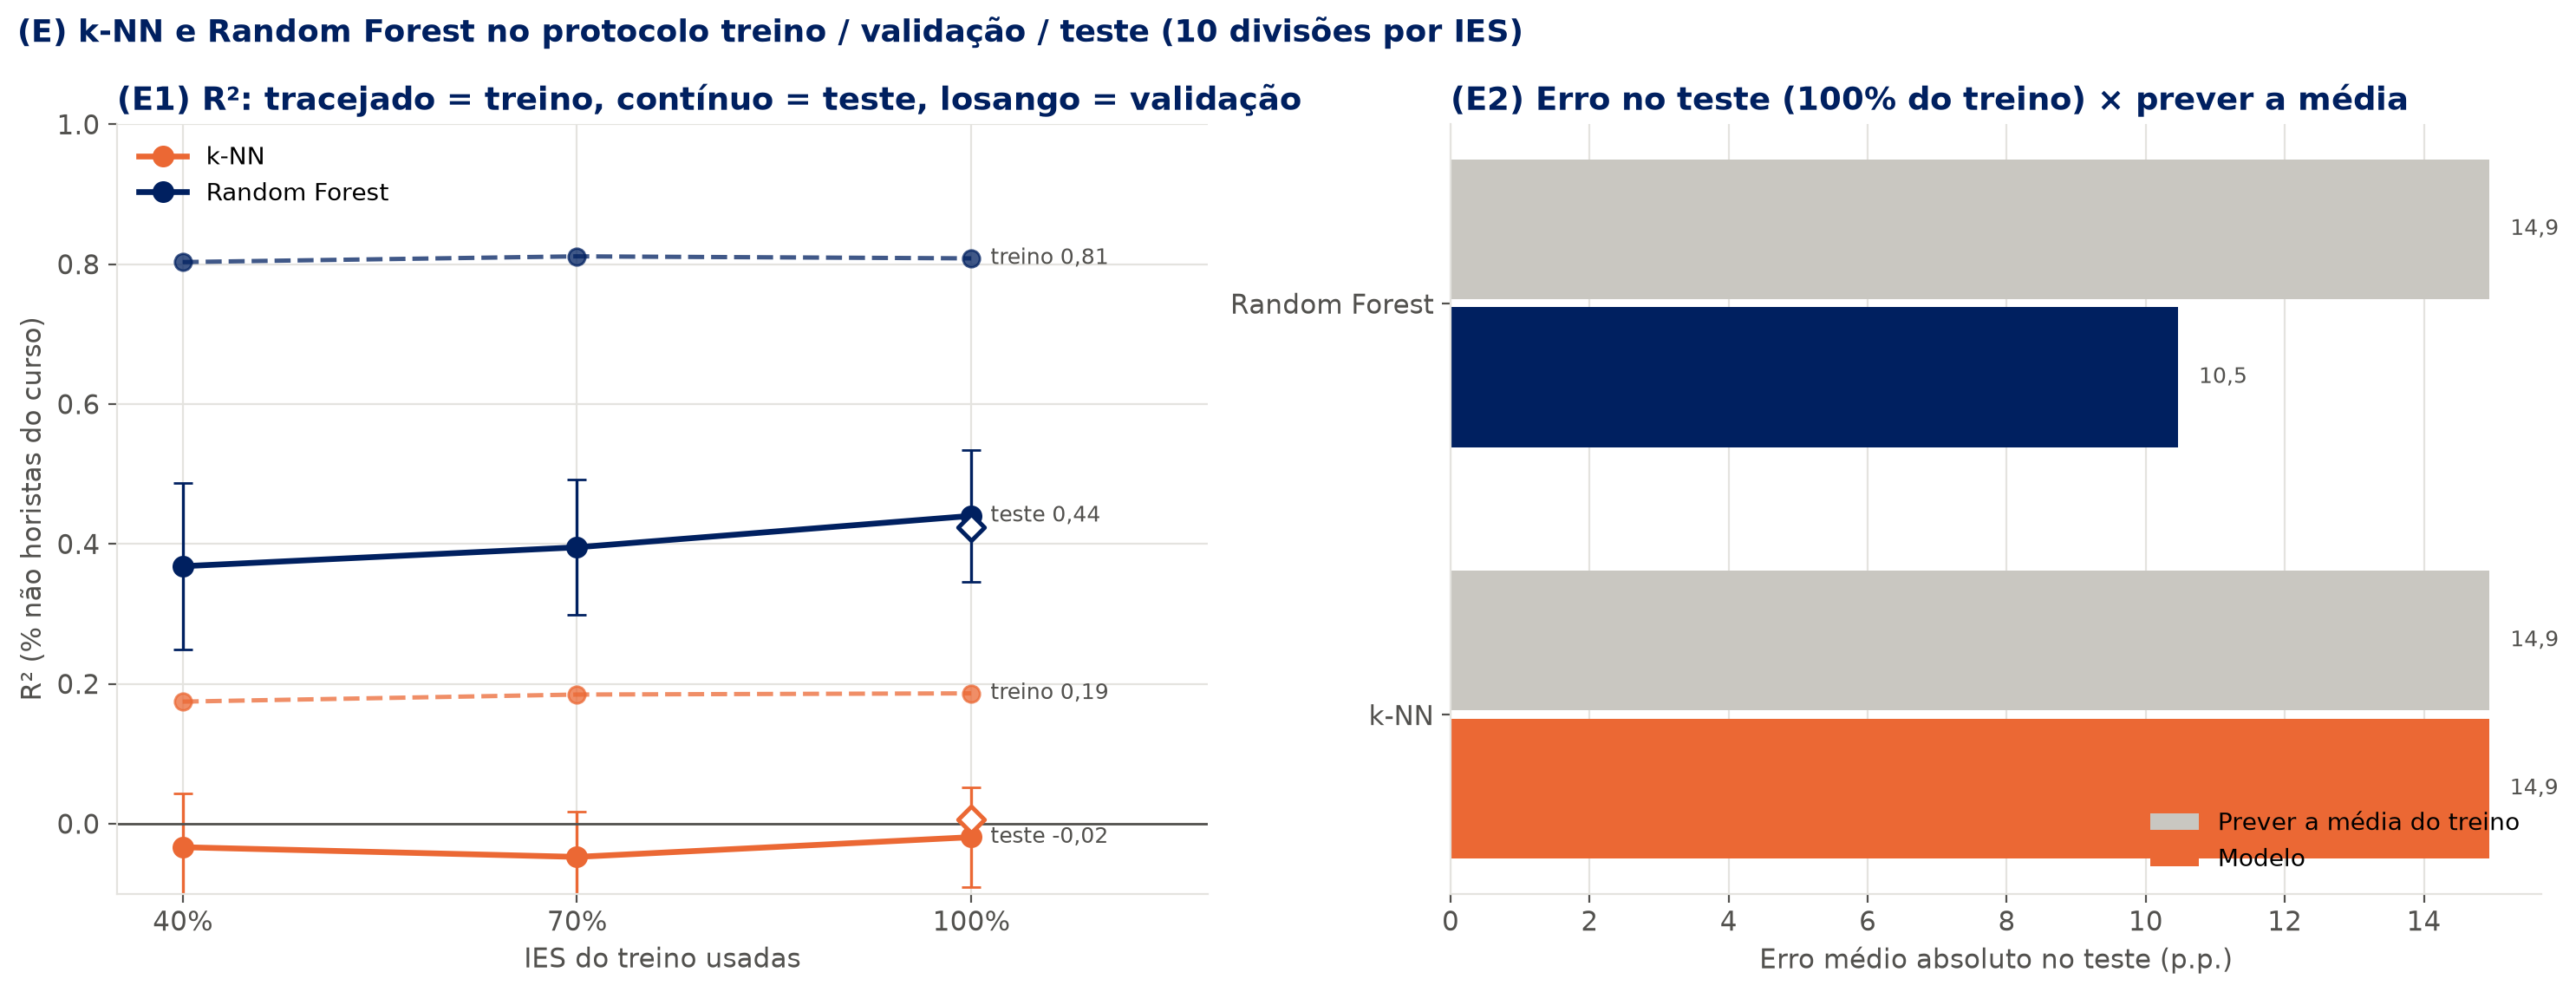 (E) k-NN e Random Forest no protocolo treino / validação / teste (10 divisões por IES)
(E1) R²: tracejado = treino, contínuo = teste, losango = validação
1.0
0.8
0.6
0.4
0.2
0.0
R² (% não horistas do curso)
k-NN
Random Forest
treino 0,81
teste 0,44
treino 0,19
teste -0,02
40%
70%
100%
IES do treino usadas
(E2) Erro no teste (100% do treino) × prever a média
Random Forest
k-NN
14,9
10,5
14,9
14,9
Prever a média do treino
Modelo
0
2
4
6
8
10
12
14
Erro médio absoluto no teste (p.p.)